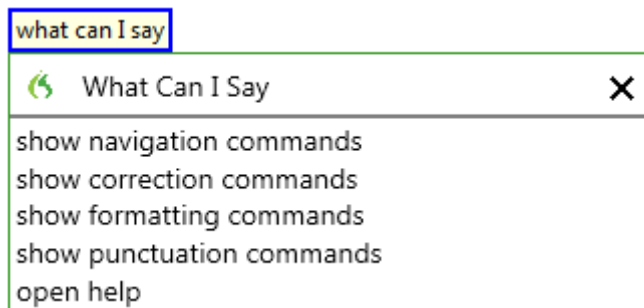 what can I say
What Can I Say
show navigation commands
show correction commands
show formatting commands
show punctuation commands
open help